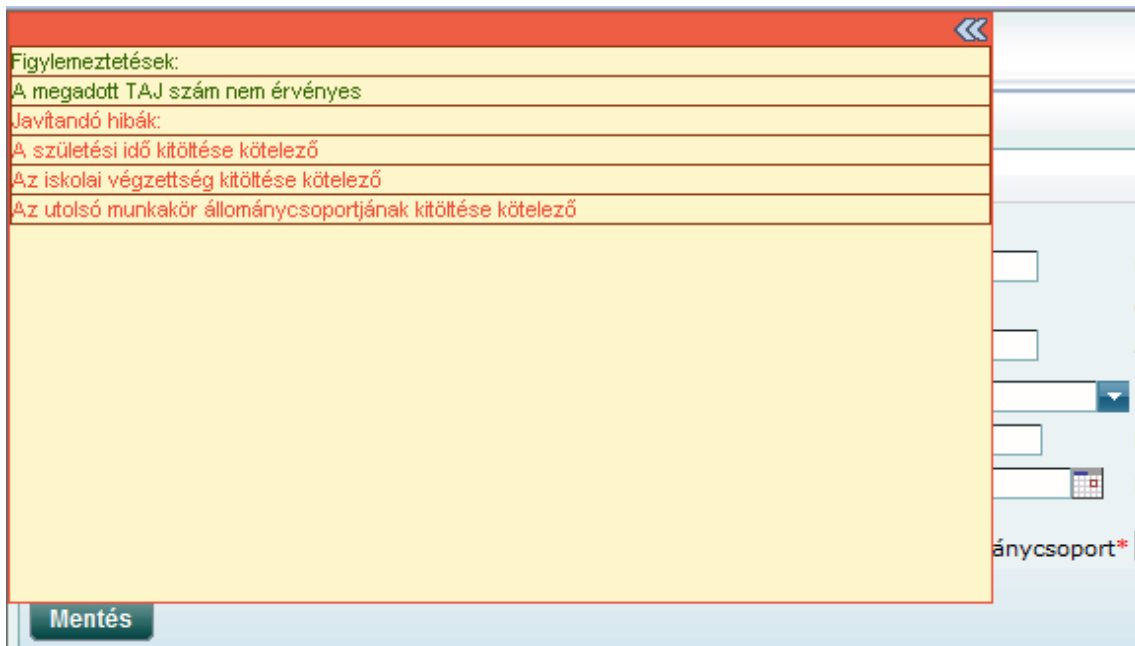 Figylemeztetések:
A megadott TAJ szám nem érvényes
Javítandó hibák:
A születési idő kitöltése kötelező
Az iskolai végzettség kitöltése kötelező
Az utolsó munkakör állománycsoportjának kitöltése kötelező
ánycsoport*
Mentés